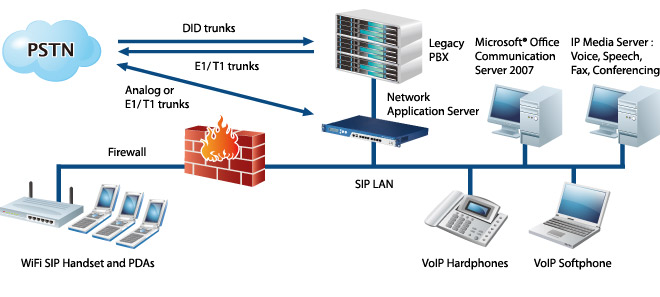 DID trunks
PSTN
E1/ T1 trunks
Analog or
E1/ T1 trunks
Legacy
PBX
Microsoft® Office
Communication
Server 2007
IP Media Server :
Voice, Speech,
Fax, Conferencing
Network
Application Server
Firewall
SIP LAN
WiFi SIP Handset and PDAs
VoIP Hardphones
VoIP Softphone